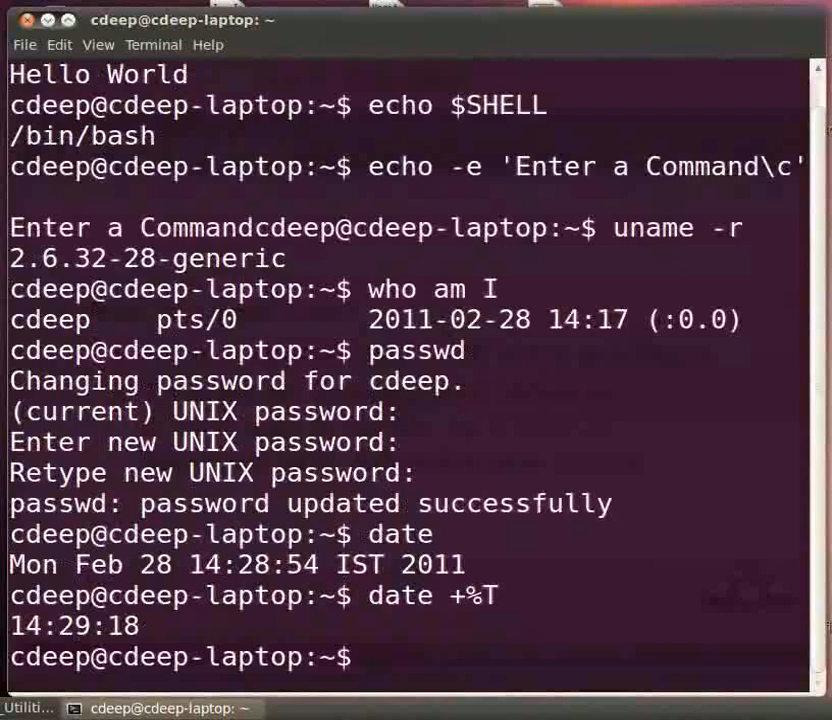 cdeep@cdeep-laptop: ~
File Edit View Terminal Help
Hello World
cdeep@cdeep-laptop:~$ echo $SHELL
/bin/bash
cdeep@cdeep-laptop:~$ echo -e 'Enter a Command\c'
Enter a Commandcdeep@cdeep-laptop:~$ uname -r
2.6.32-28-generic
cdeep@cdeep-laptop:~$ who am I
cdeep    pts/0        2011-02-28 14:17 (:0.0)
cdeep@cdeep-laptop:~$ passwd
Changing password for cdeep.
(current) UNIX password:
Enter new UNIX password:
Retype new UNIX password:
passwd: password updated successfully
cdeep@cdeep-laptop:~$ date
Mon Feb 28 14:28:54 IST 2011
cdeep@cdeep-laptop:~$ date +%T
14:29:18
cdeep@cdeep-laptop:~$
_Utiliti... cdeep@cdeep-laptop: ~